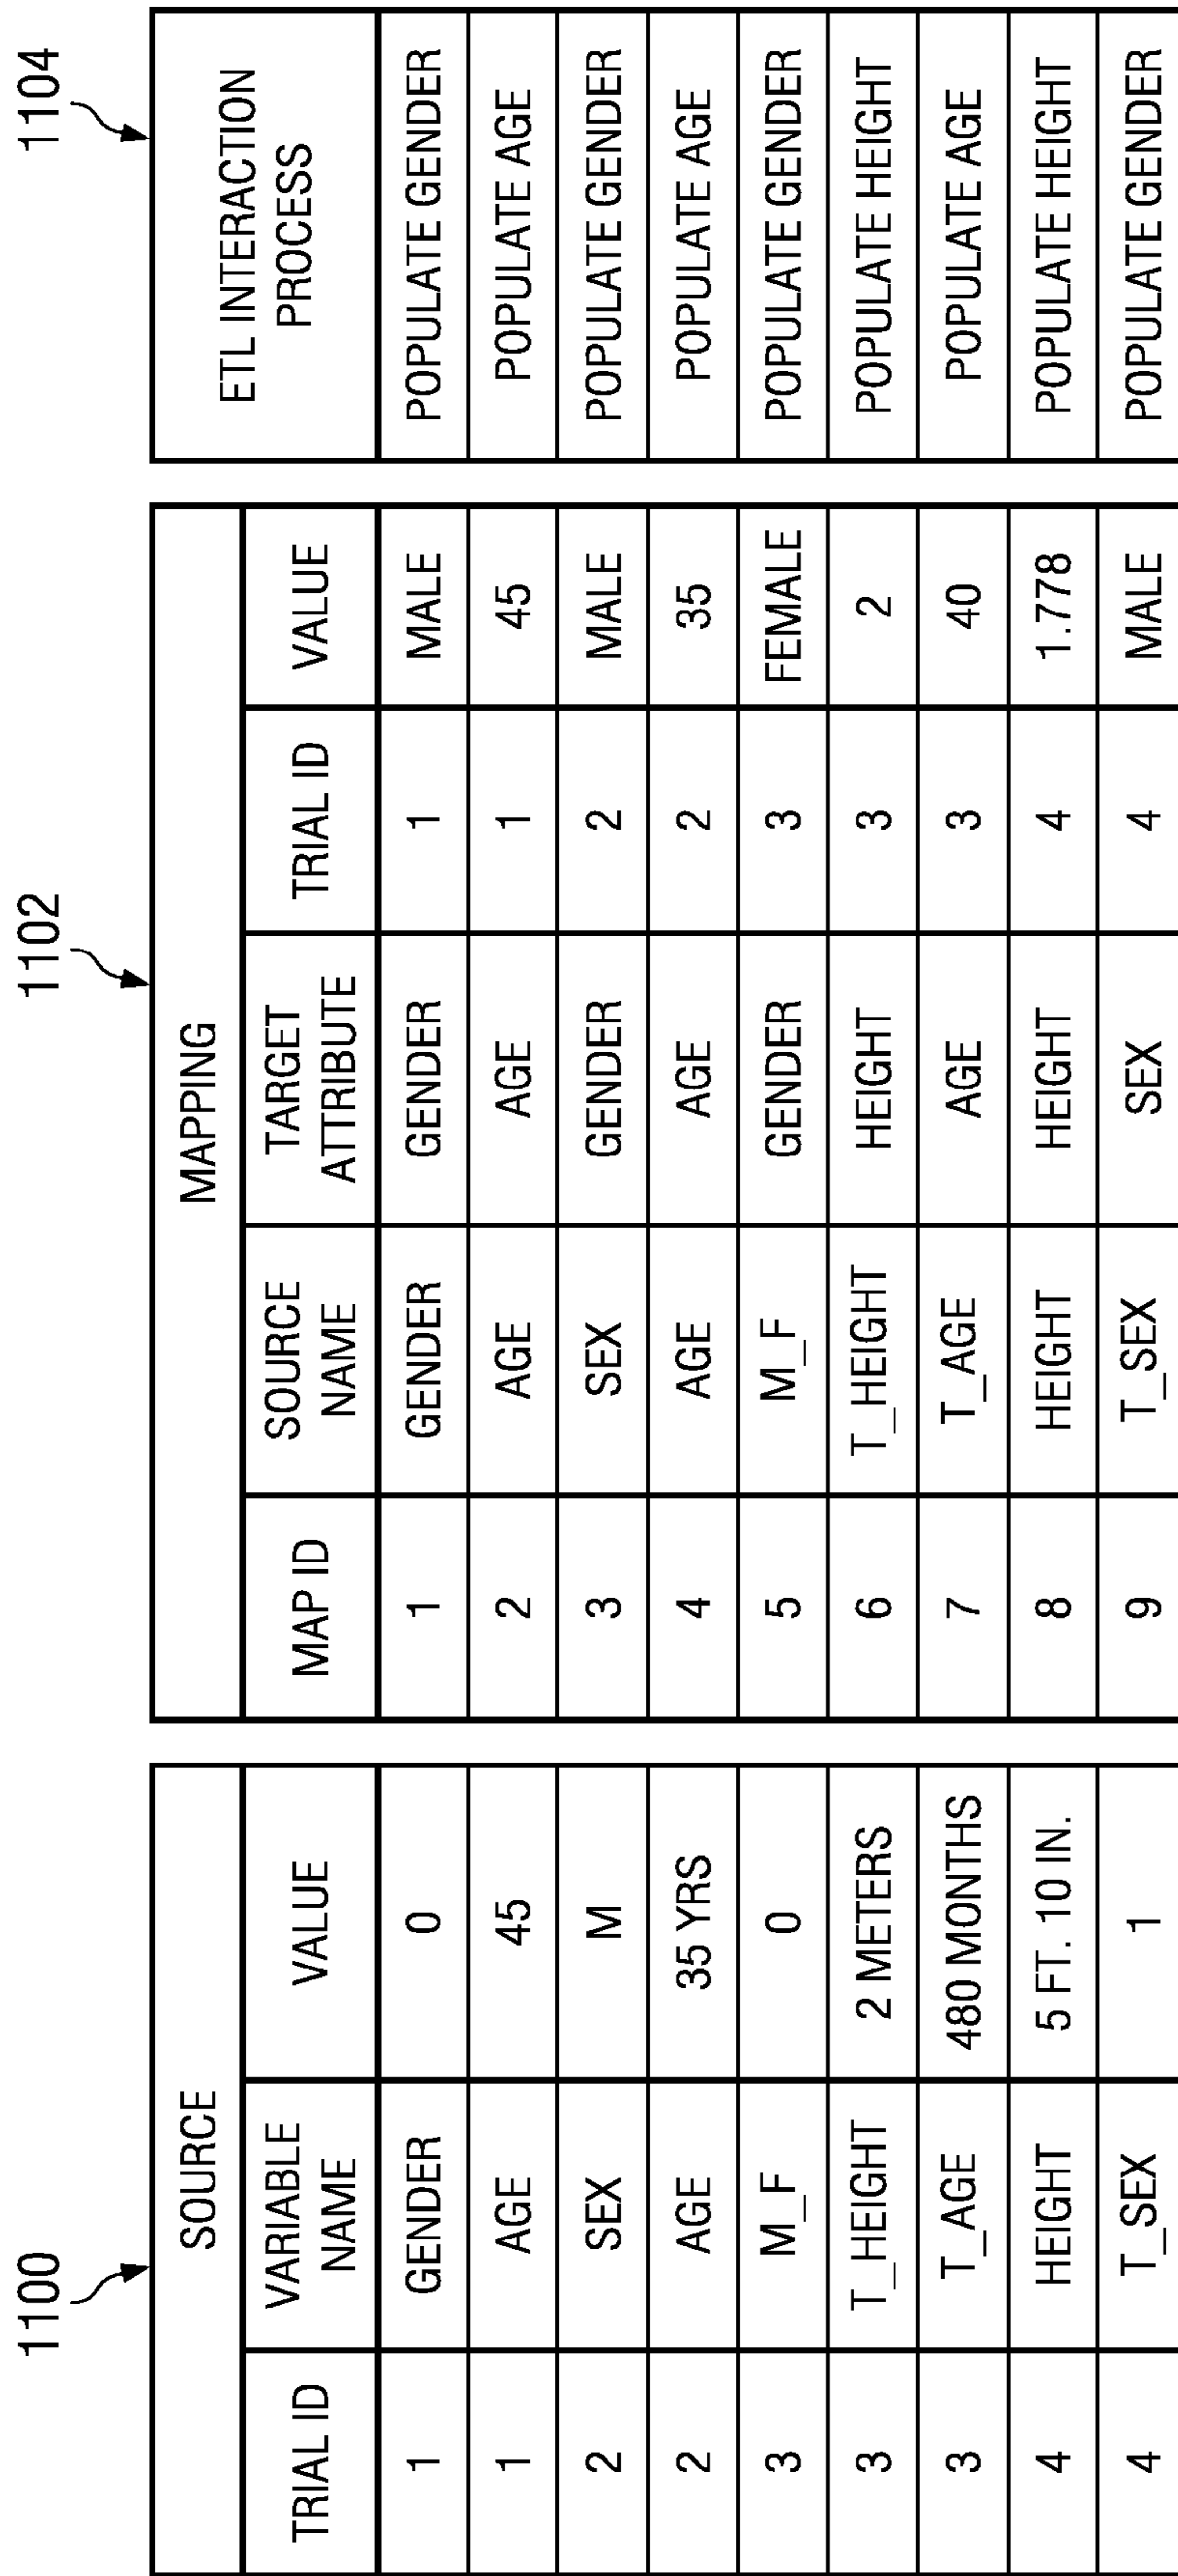 1100
1102
1104
SOURCE
TRIAL ID VARIABLE NAME VALUE
1 GENDER 0
1 AGE 45
2 SEX M
2 AGE 35 YRS
3 M_F 0
3 T_HEIGHT 2 METERS
3 T_AGE 480 MONTHS
4 HEIGHT 5 FT. 10 IN.
4 T_SEX 1
MAPPING
MAP ID SOURCE NAME TARGET ATTRIBUTE TRIAL ID VALUE
1 GENDER GENDER 1 MALE
2 AGE AGE 1 45
3 SEX GENDER 2 MALE
4 AGE AGE 2 35
5 M_F GENDER 3 FEMALE
6 T_HEIGHT HEIGHT 3 2
7 T_AGE AGE 3 40
8 HEIGHT HEIGHT 4 1.778
9 T_SEX SEX 4 MALE
ETL INTERACTION
PROCESS
POPULATE GENDER
POPULATE AGE
POPULATE GENDER
POPULATE AGE
POPULATE GENDER
POPULATE HEIGHT
POPULATE AGE
POPULATE HEIGHT
POPULATE GENDER